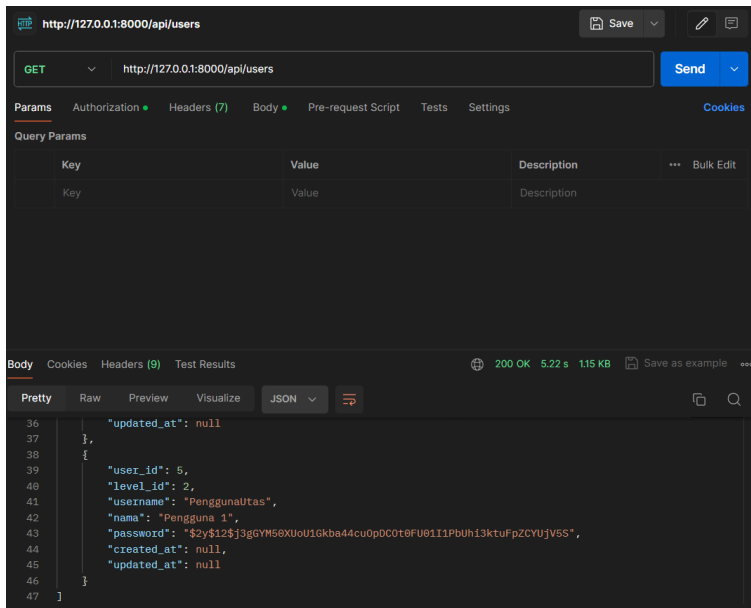 HTTP http://127.0.0.1:8000/api/users Save
GET http://127.0.0.1:8000/api/users Send
Params Authorization Headers (7) Body Pre-request Script Tests Settings Cookies
Query Params
Key Value Description ••• Bulk Edit
Key Value Description
Body Cookies Headers (9) Test Results 200 OK 5.22 s 1.15 KB Save as example
Pretty Raw Preview Visualize JSON
36 "updated_at": null
37 },
38 {
39 "user_id": 5,
40 "level_id": 2,
41 "username": "PenggunaUtas",
42 "nama": "Pengguna 1",
43 "password": "$2y$12$j3gGYM50XUoU1Gkba44cuOpDCOt0FU01I1PbUhi3ktuFpZCYUjV5S",
44 "created_at": null,
45 "updated_at": null
46 }
47 ]